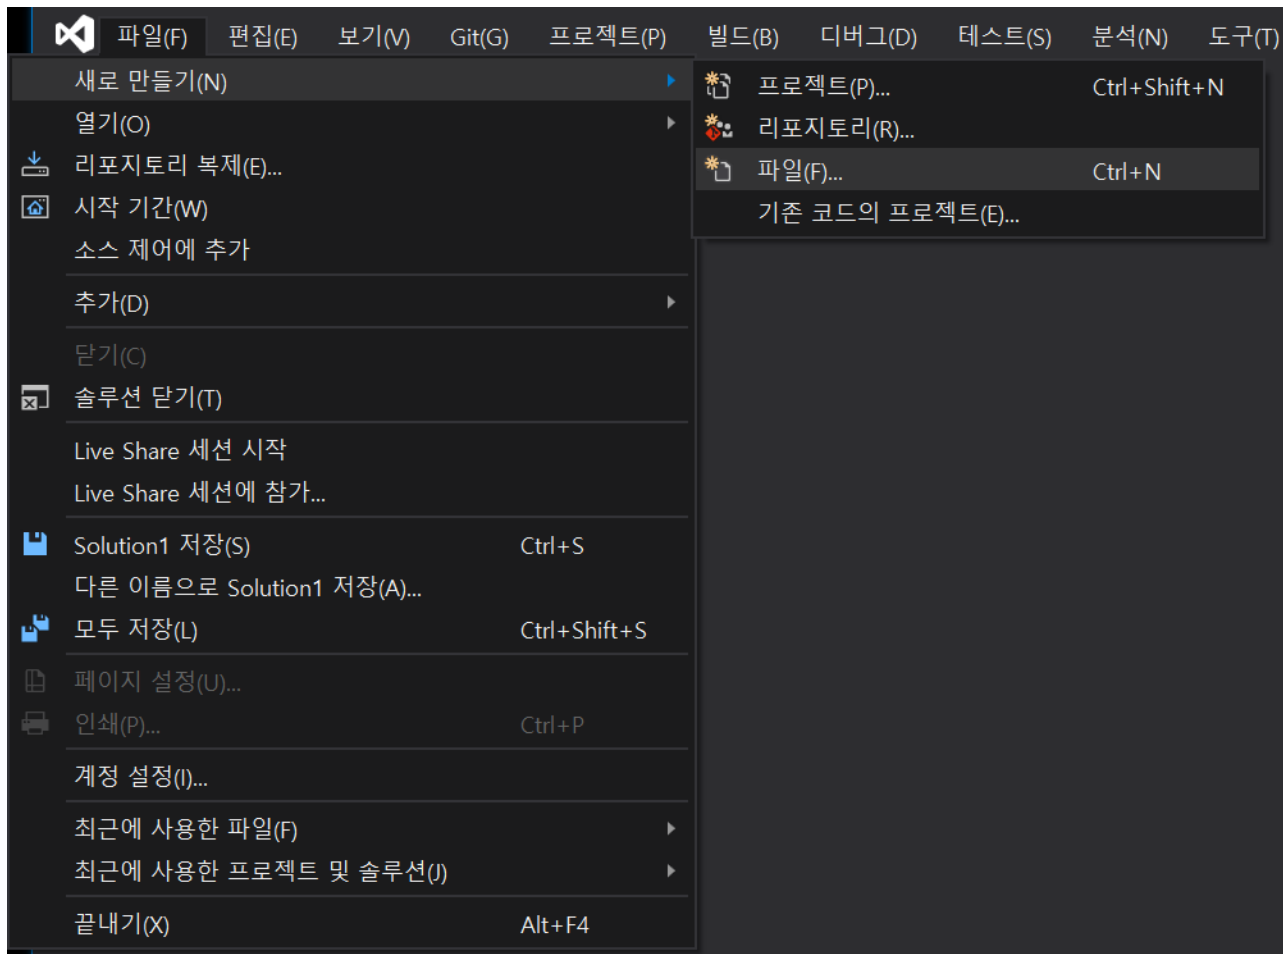 파일(F) 편집(E) 보기(V) Git(G) 프로젝트(P) 빌드(B) 디버그(D) 테스트(S) 분석(N) 도구(T)
새로 만들기(N)
열기(O)
리포지토리 복제(E)...
시작 기간(W)
소스 제어에 추가
추가(D)
닫기(C)
솔루션 닫기(T)
Live Share 세션 시작
Live Share 세션에 참가...
Solution1 저장(S) Ctrl+S
다른 이름으로 Solution1 저장(A)...
모두 저장(L) Ctrl+Shift+S
페이지 설정(U)...
인쇄(P)... Ctrl+P
계정 설정(I)...
최근에 사용한 파일(F)
최근에 사용한 프로젝트 및 솔루션(J)
끝내기(X) Alt+F4
프로젝트(P)... Ctrl+Shift+N
리포지토리(R)...
파일(F)... Ctrl+N
기존 코드의 프로젝트(E)...